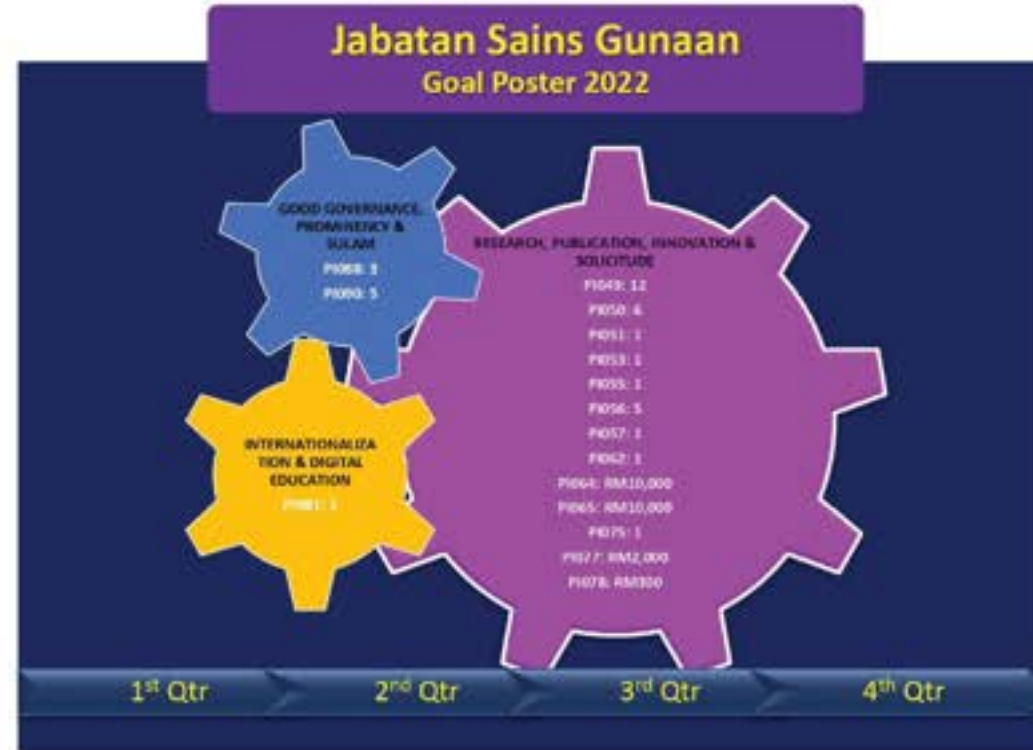 Jabatan Sains Gunaan
Goal Poster 2022
GOOD GOVERNANCE,
PROMINENCY &
SULAM
PI088: 3
PI090: 5
RESEARCH, PUBLICATION, INNOVATION &
SOLICITUDE
PI049: 12
PI050: 6
PI051: 1
PI053: 1
PI055: 1
PI056: 5
PI057: 1
PI062: 1
PI064: RM10,000
PI065: RM10,000
PI075: 1
PI077: RM2,000
PI078: RM300
INTERNATIONALIZA
TION & DIGITAL
EDUCATION
1st Qtr
2nd Qtr
3rd Qtr
4th Qtr